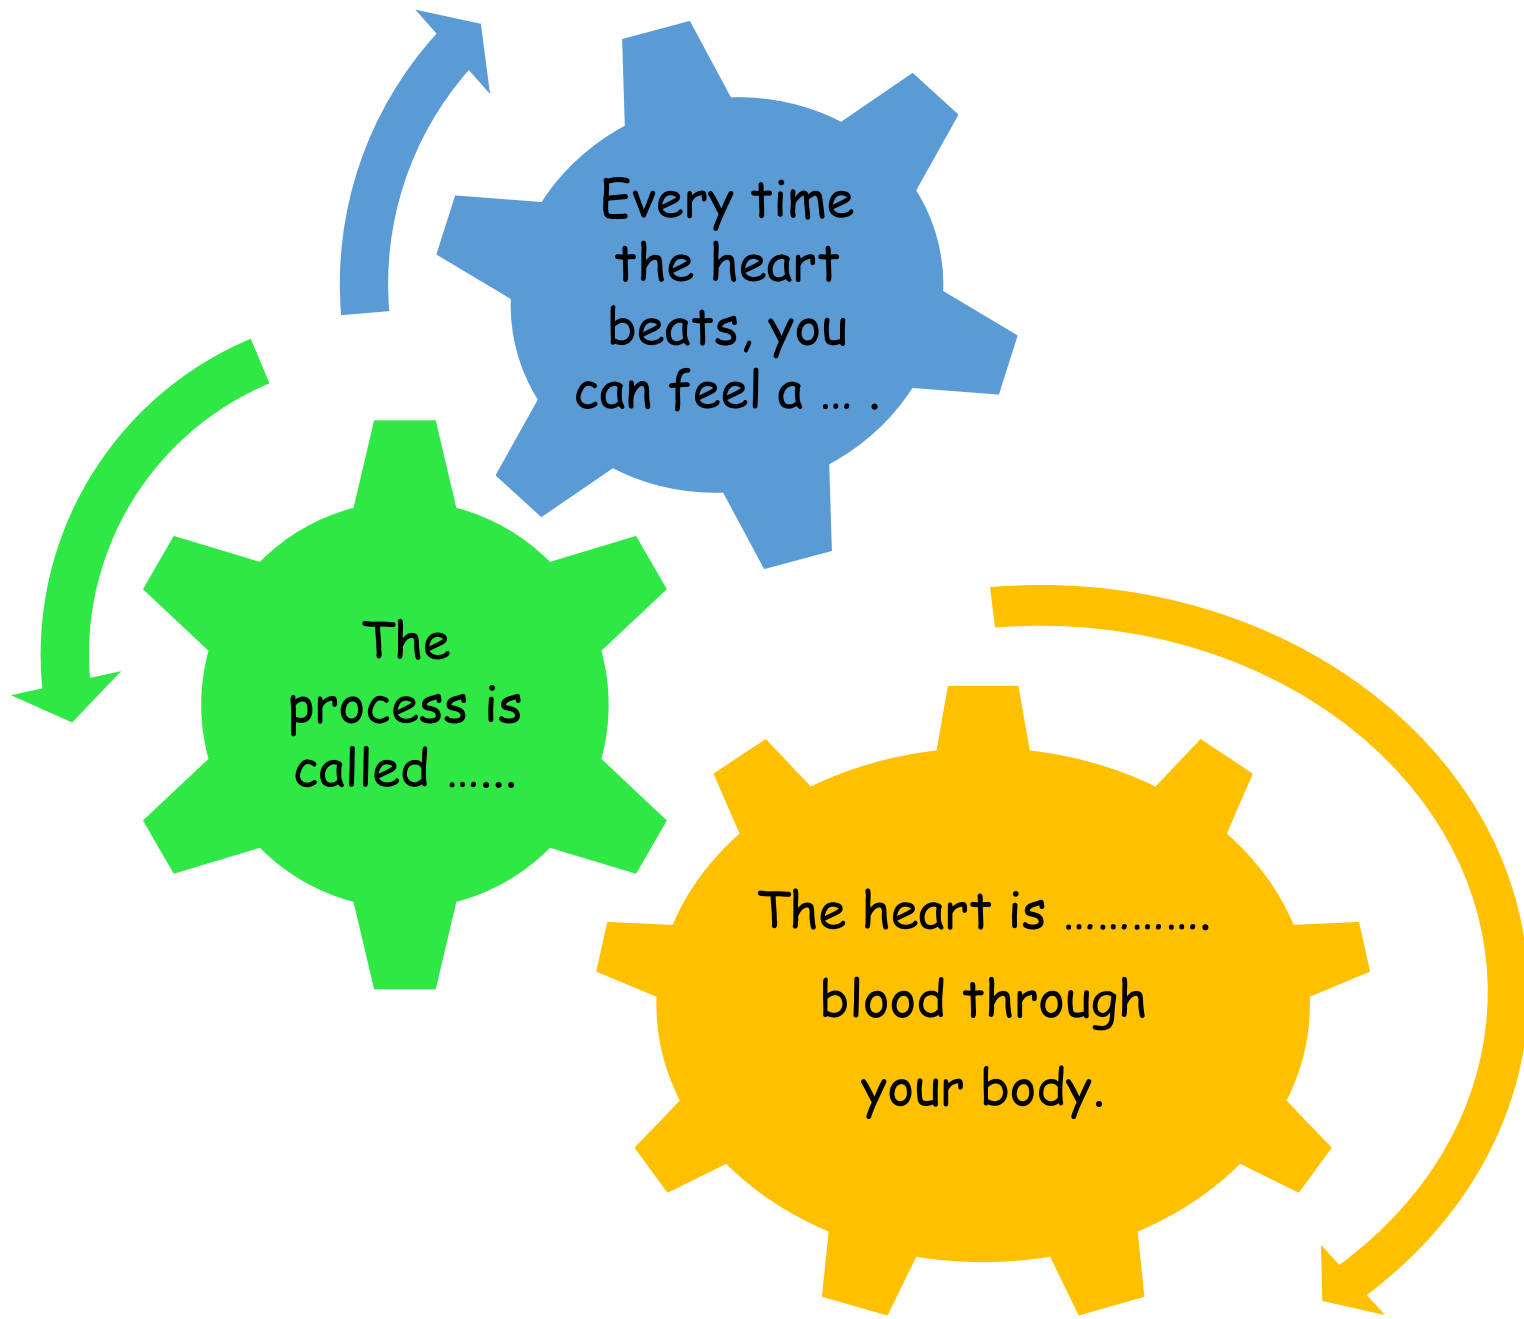 Every time
the heart
beats, you
can feel a … .
The
process is
called ……
The heart is ………….
blood through
your body.